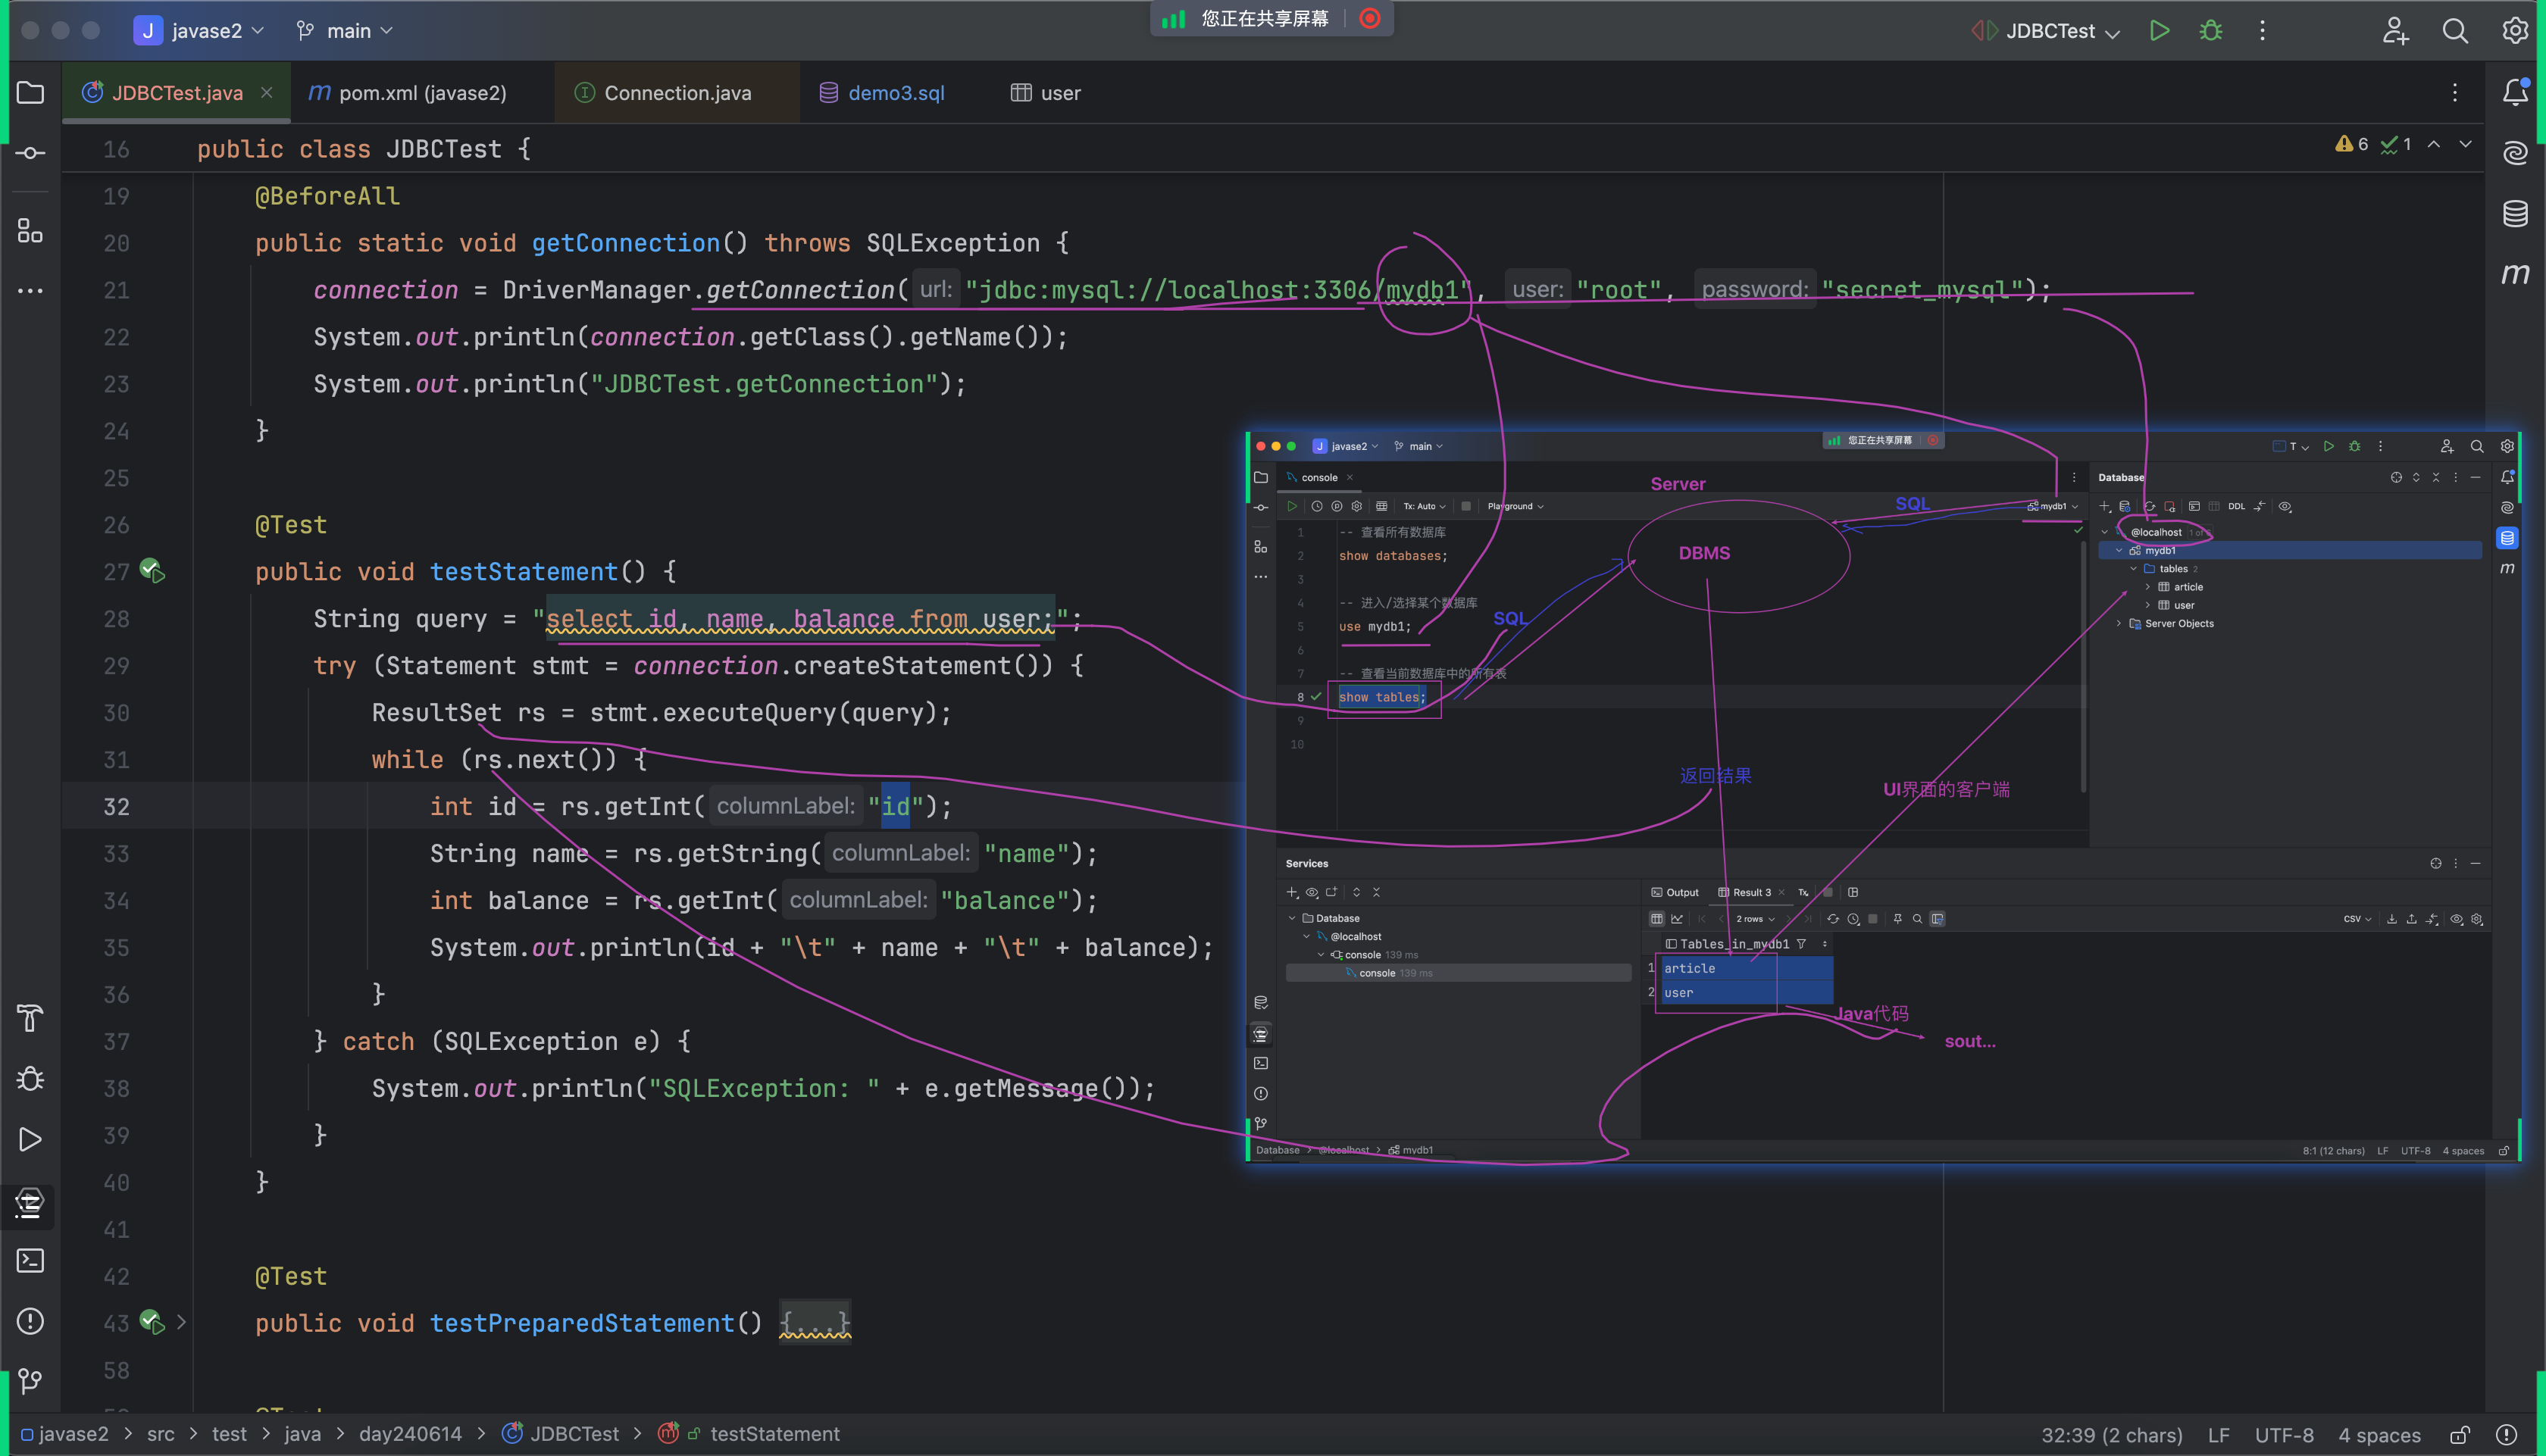 javase2
main
您正在共享屏幕
JDBCTest
JDBCTest.java
pom.xml (javase2)
Connection.java
demo3.sql
user
6
1
16 public class JDBCTest {
19 @BeforeAll
20 public static void getConnection() throws SQLException {
21 connection = DriverManager.getConnection( url: "jdbc:mysql://localhost:3306/mydb1", user: "root", password: "secret_mysql");
22 System.out.println(connection.getClass().getName());
23 System.out.println("JDBCTest.getConnection");
24 }
25
26 @Test
27 public void testStatement() {
28 String query = "select id, name, balance from user;";
29 try (Statement stmt = connection.createStatement()) {
30 ResultSet rs = stmt.executeQuery(query);
31 while (rs.next()) {
32 int id = rs.getInt( columnLabel: "id");
33 String name = rs.getString( columnLabel: "name");
34 int balance = rs.getInt( columnLabel: "balance");
35 System.out.println(id + "\t" + name + "\t" + balance);
36 }
37 } catch (SQLException e) {
38 System.out.println("SQLException: " + e.getMessage());
39 }
40 }
41
42 @Test
43 public void testPreparedStatement() {...}
58
javase2
main
您正在共享屏幕
T
console
Tx: Auto
Playground
mydb1
1 -- 查看所有数据库
2 show databases;
3
4 -- 进入/选择某个数据库
5 use mydb1;
6
7 -- 查看当前数据库中的所有表
8 show tables;
9
10
Server
DBMS
SQL
SQL
返回结果
UI界面的客户端
Database
DDL
@localhost
mydb1
tables 2
article
user
Server Objects
Services
Database
@localhost
console 139 ms
console 139 ms
Output
Result 3
Tx
2 rows
CSV
Tables_in_mydb1
1 article
2 user
Java代码
sout...
Database > @localhost > mydb1
8:1 (12 chars) LF UTF-8 4 spaces
javase2 > src > test > java > day240614 > JDBCTest > testStatement
32:39 (2 chars) LF UTF-8 4 spaces